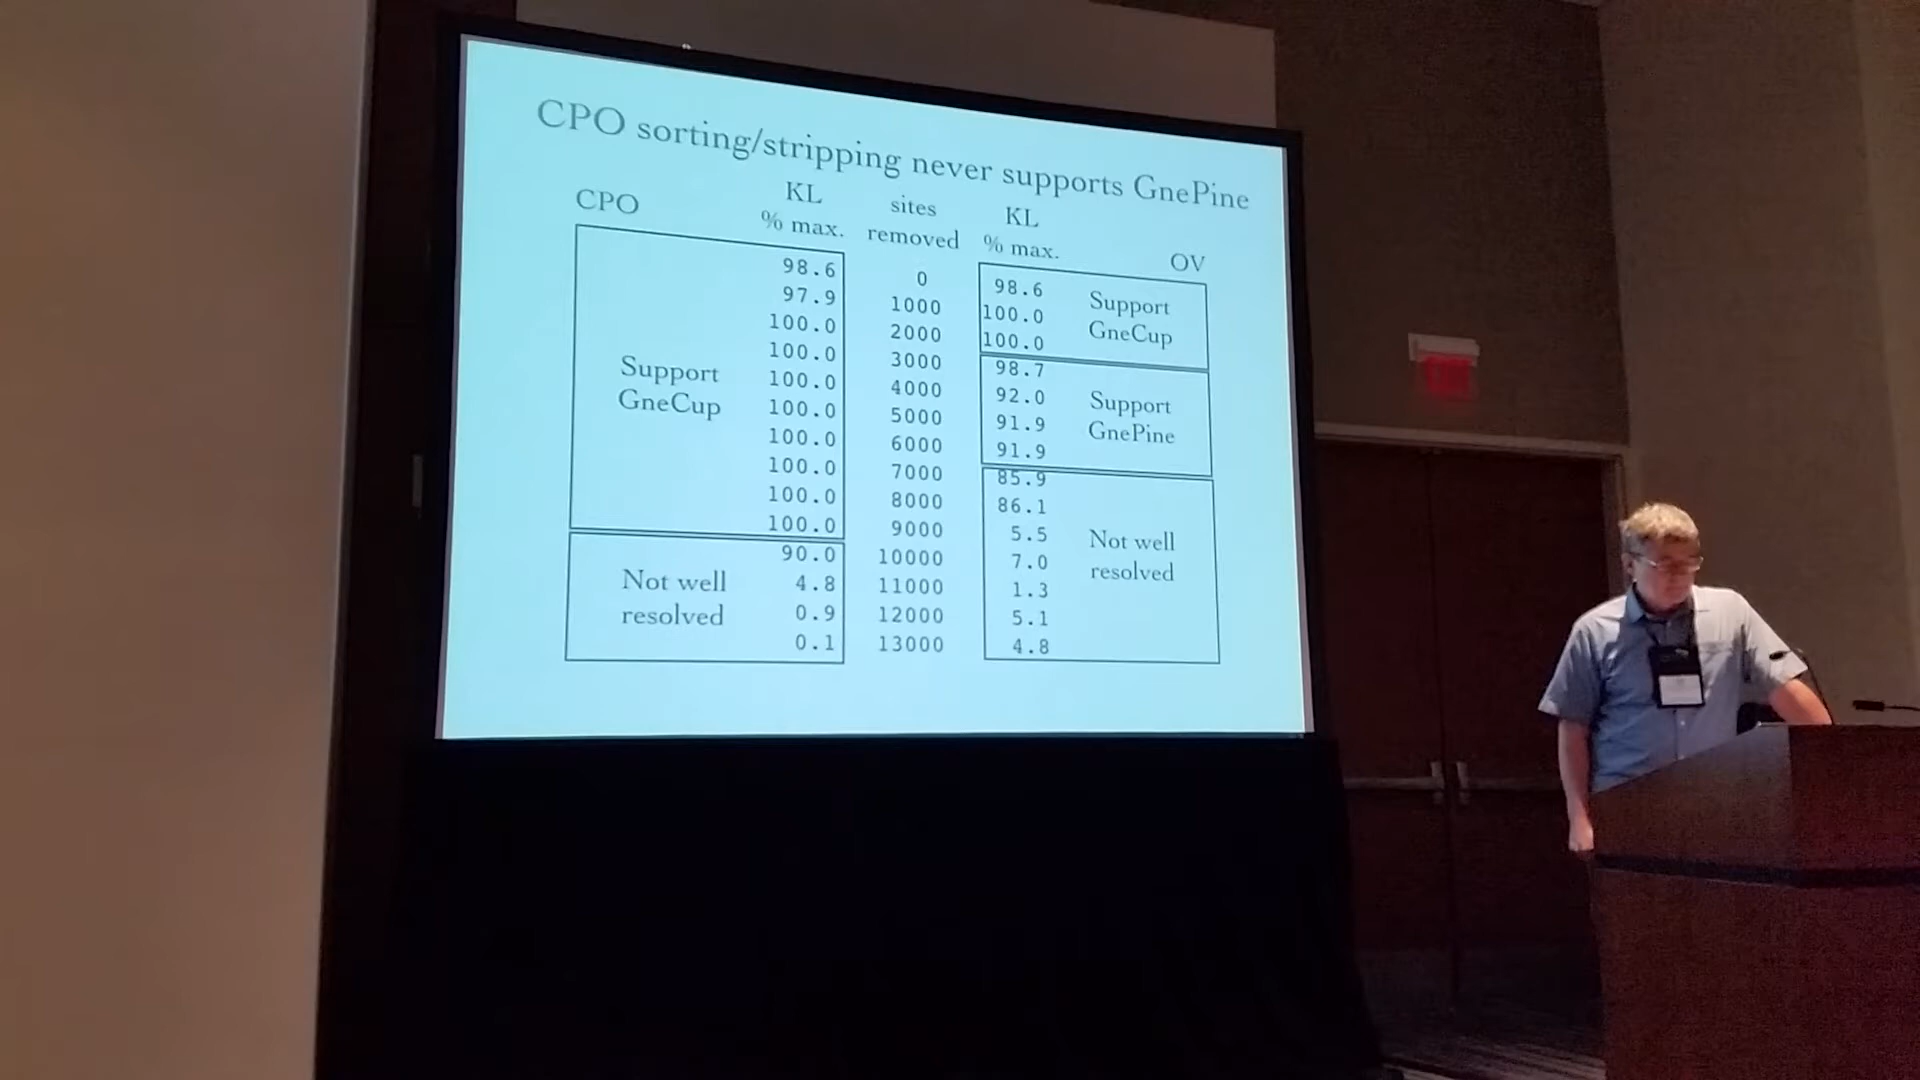 CPO sorting/stripping never supports GnePine
CPO KL % max. sites removed KL % max. OV
98.6 0 98.6
97.9 1000 100.0
100.0 2000 100.0
100.0 3000 98.7
100.0 4000 92.0
100.0 5000 91.9
100.0 6000 91.9
100.0 7000 85.9
100.0 8000 86.1
100.0 9000 5.5
90.0 10000 7.0
4.8 11000 1.3
0.9 12000 5.1
0.1 13000 4.8
Support
GneCup
Not well
resolved
Support
GneCup
Support
GnePine
Not well
resolved